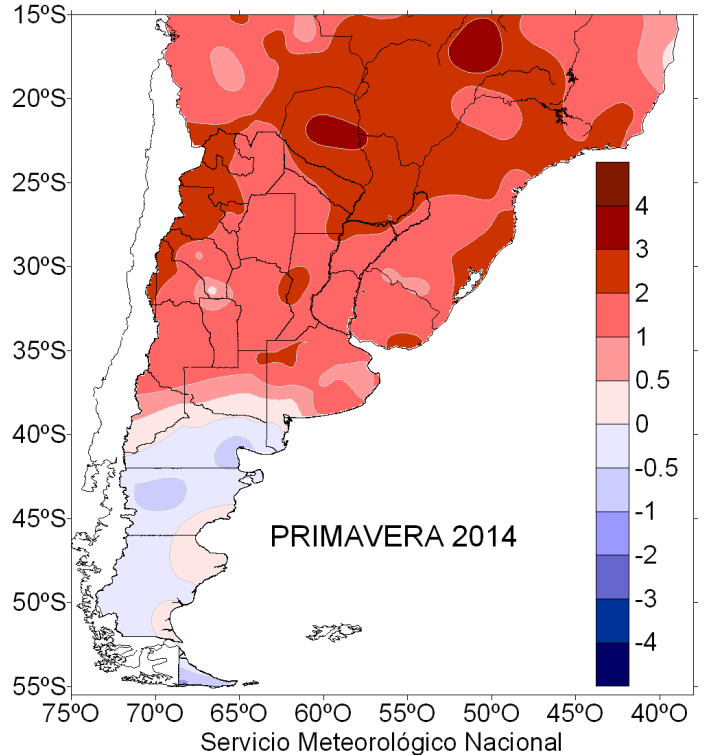 15ºS
20ºS
25ºS
30ºS
35ºS
40ºS
45ºS
50ºS
55ºS
4
3
2
1
0.5
0
-0.5
-1
-2
-3
-4
PRIMAVERA 2014
75ºO 70ºO 65ºO 60ºO 55ºO 50ºO 45ºO 40ºO
Servicio Meteorológico Nacional